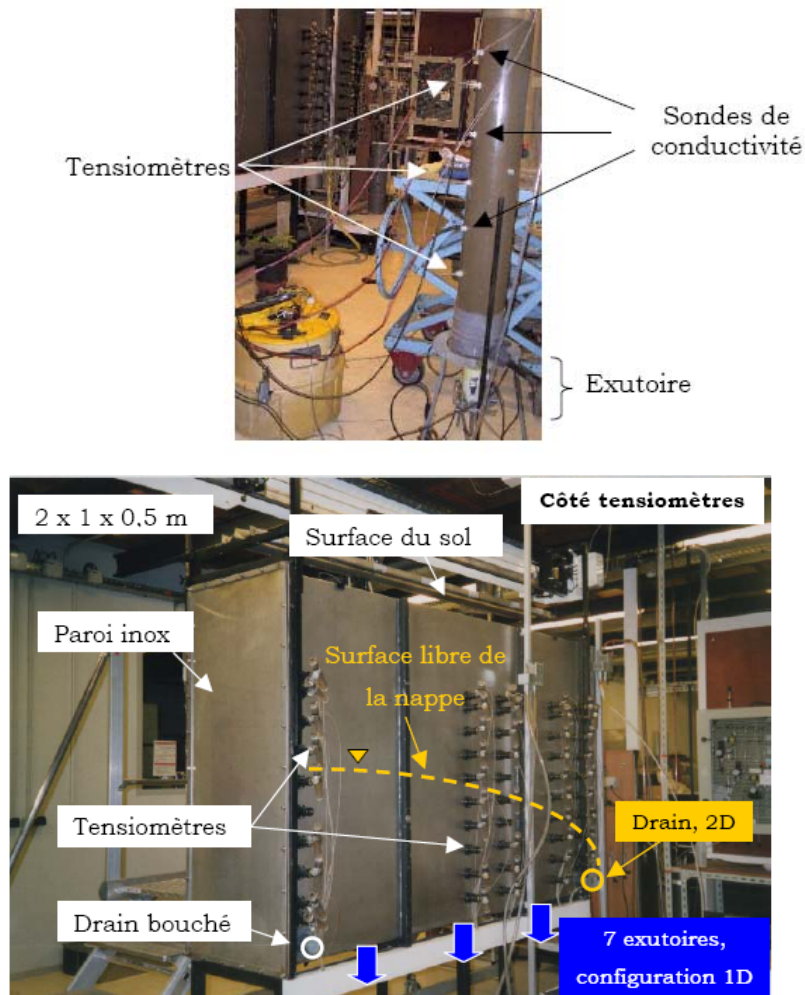 Tensiomètres
Sondes de
conductivité
Exutoire
2 x 1 x 0,5 m
Côté tensiomètres
Surface du sol
Paroi inox
Surface libre de
la nappe
Tensiomètres
Drain, 2D
Drain bouché
7 exutoires,
configuration 1D